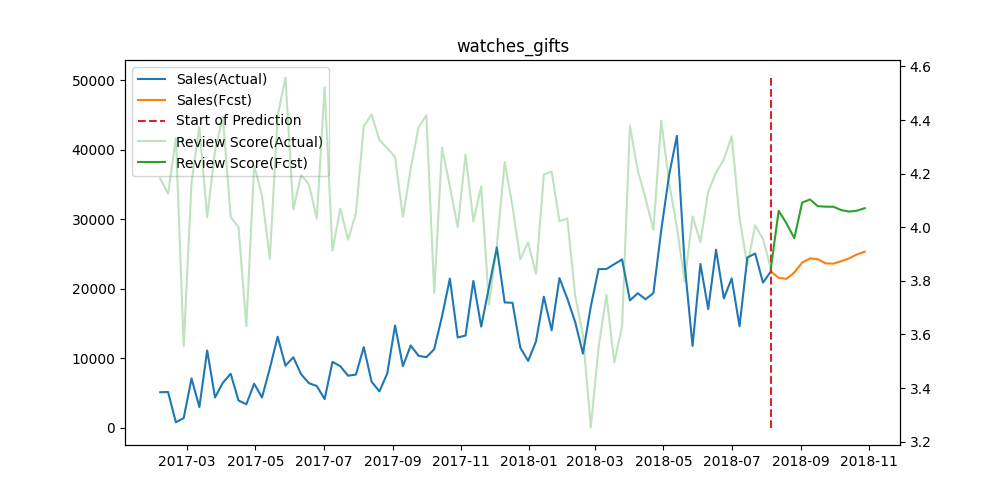 watches_gifts
Sales(Actual)
Sales(Fcst)
Start of Prediction
Review Score(Actual)
Review Score(Fcst)
50000
40000
30000
20000
10000
0
4.6
4.4
4.2
4.0
3.8
3.6
3.4
3.2
2017-03 2017-05 2017-07 2017-09 2017-11 2018-01 2018-03 2018-05 2018-07 2018-09 2018-11